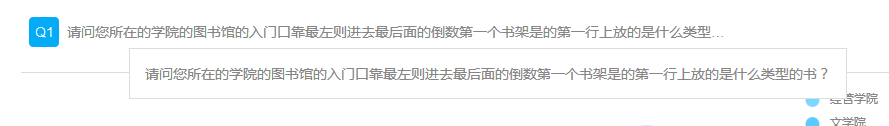 Q1 请问您所在的学院的图书馆的入门口靠最左则进去最后面的倒数第一个书架是的第一行上放的是什么类型...
请问您所在的学院的图书馆的入门口靠最左则进去最后面的倒数第一个书架是的第一行上放的是什么类型的书？
经管学院
文学院